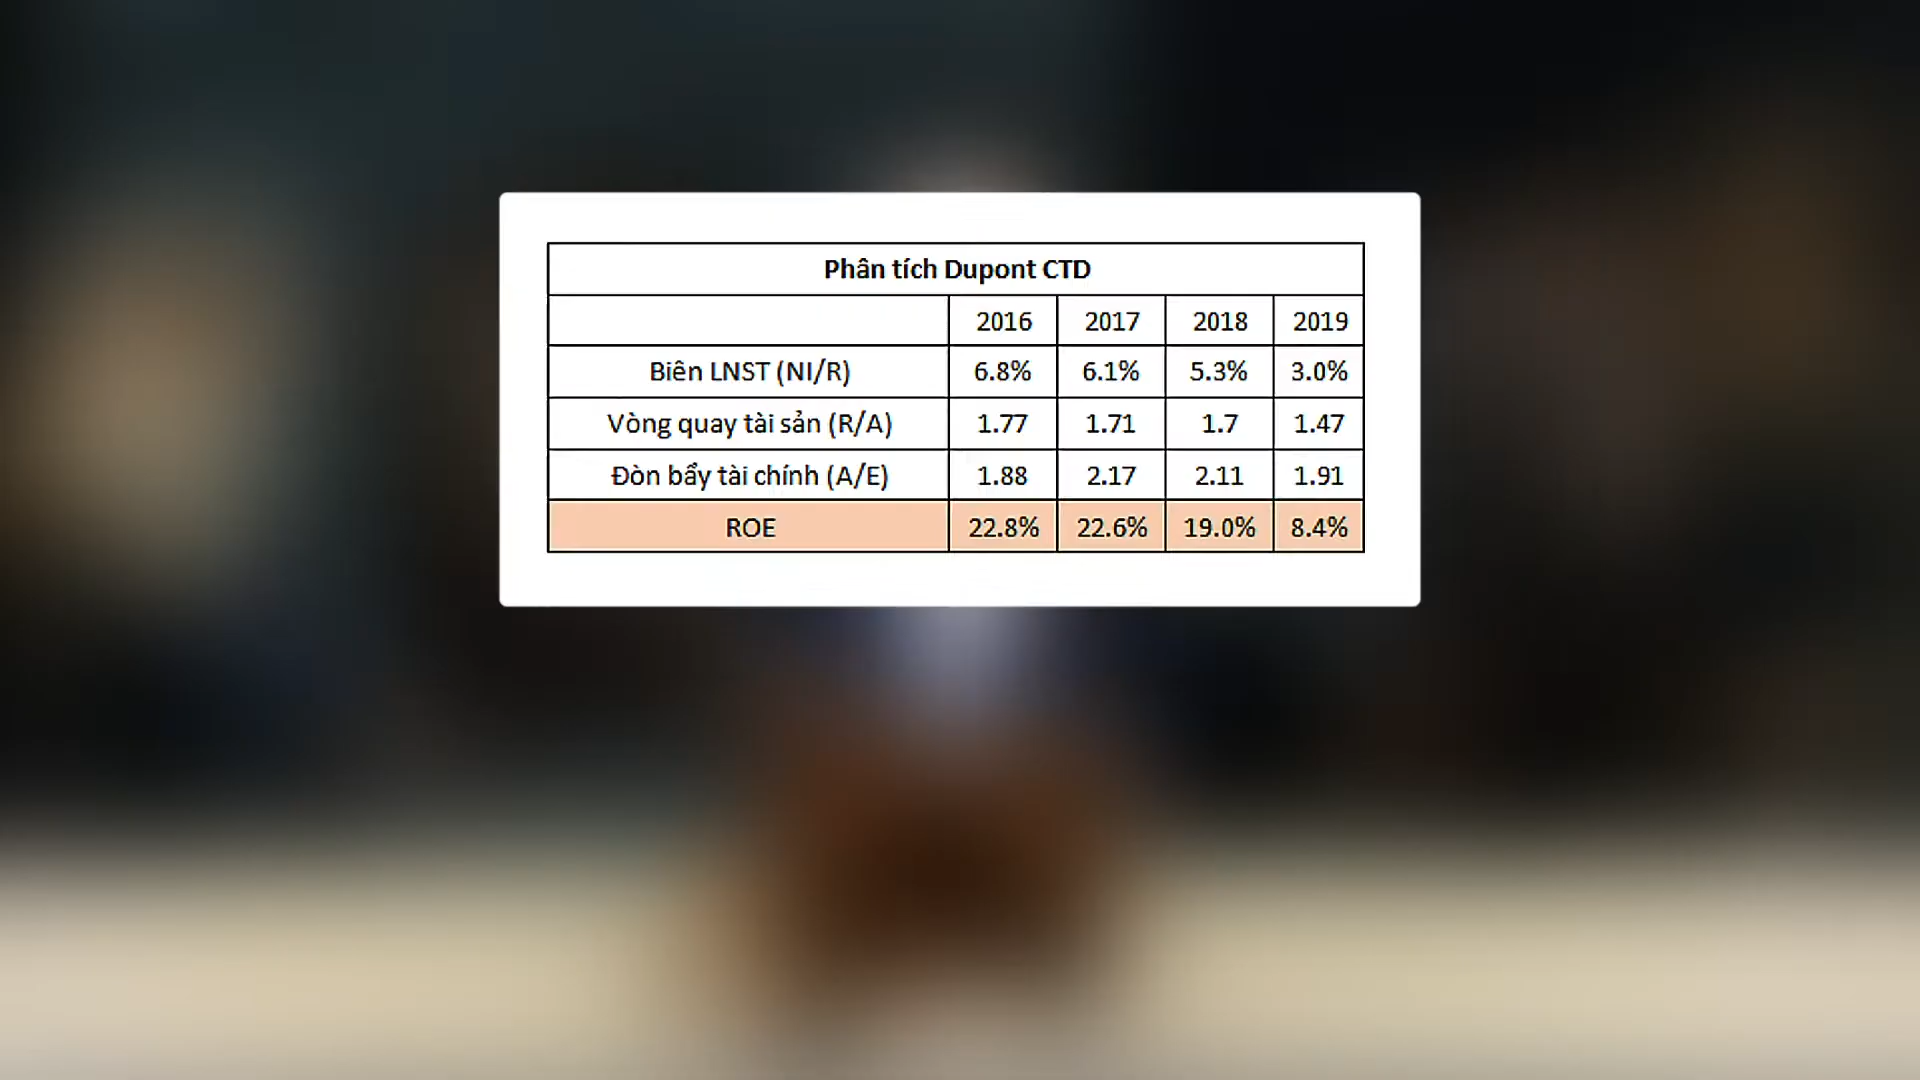 Phân tích Dupont CTD
2016 2017 2018 2019
Biên LNST (NI/R) 6.8% 6.1% 5.3% 3.0%
Vòng quay tài sản (R/A) 1.77 1.71 1.7 1.47
Đòn bẩy tài chính (A/E) 1.88 2.17 2.11 1.91
ROE 22.8% 22.6% 19.0% 8.4%